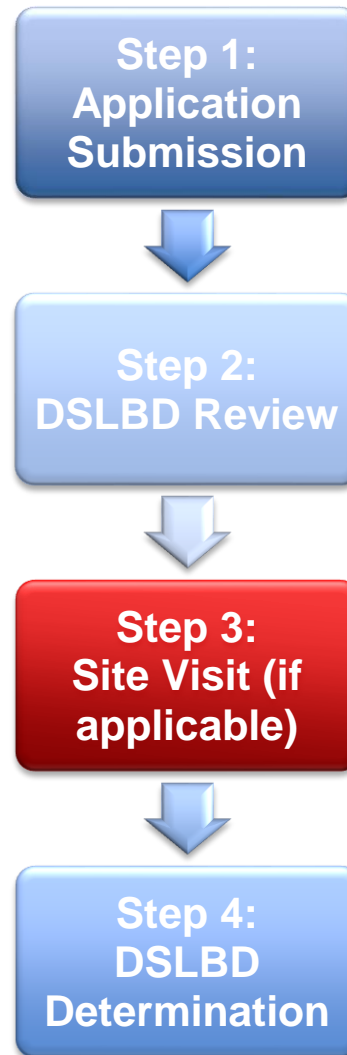 Step 1:
Application
Submission
Step 2:
DSLBD Review
Step 3:
Site Visit (if
applicable)
Step 4:
DSLBD
Determination